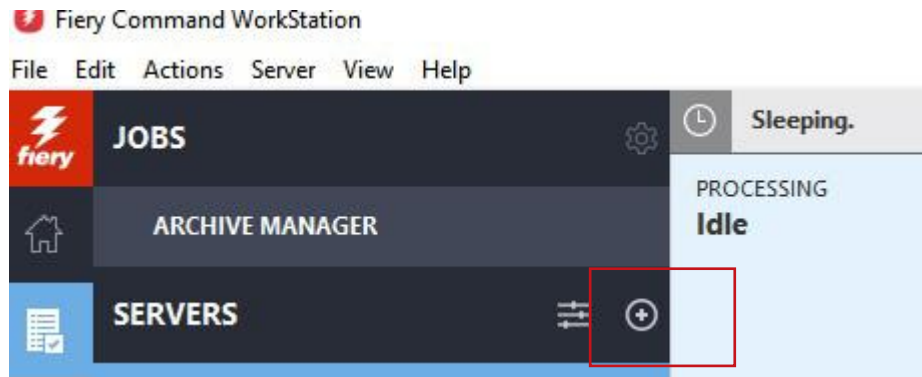 Fiery Command WorkStation
File Edit Actions Server View Help
fiery
JOBS
Sleeping.
PROCESSING
Idle
ARCHIVE MANAGER
SERVERS